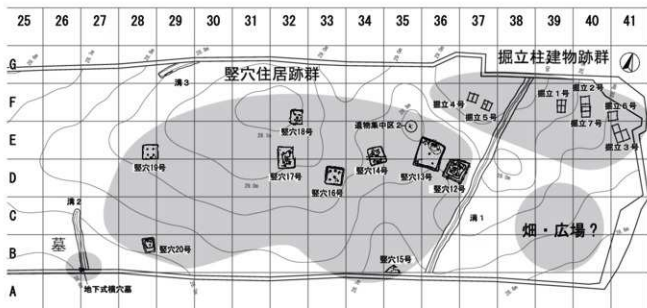 25 26 27 28 29 30 31 32 33 34 35 36 37 38 39 40 41
G
竪穴住居跡群
掘立柱建物跡群
溝3
F
掘立4号
掘立5号
掘立1号
掘立2号
掘立6号
掘立7号
掘立3号
竪穴18号
遺物集中区2
E
竪穴19号
竪穴17号
竪穴14号
竪穴13号
竪穴12号
D
竪穴16号
溝2
溝1
C
畑・広場?
墓
竪穴20号
竪穴15号
B
地下式横穴墓
A